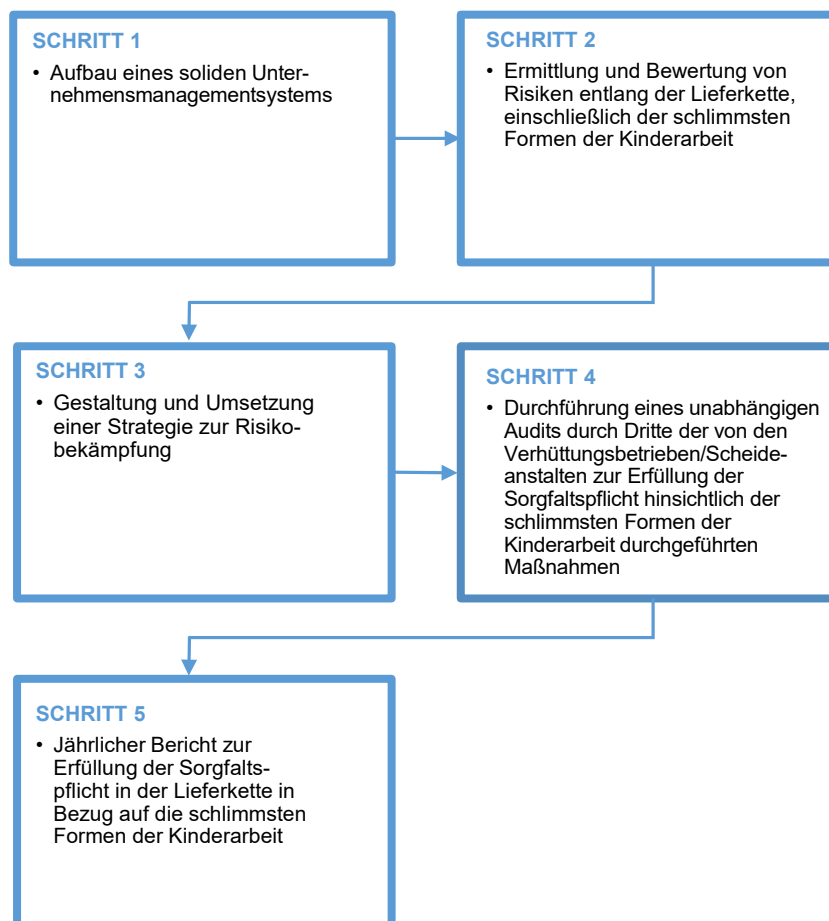 SCHRITT 1
• Aufbau eines soliden Unter-
nehmensmanagementsystems
SCHRITT 2
• Ermittlung und Bewertung von
Risiken entlang der Lieferkette,
einschließlich der schlimmsten
Formen der Kinderarbeit
SCHRITT 3
• Gestaltung und Umsetzung
einer Strategie zur Risiko-
bekämpfung
SCHRITT 4
• Durchführung eines unabhängigen
Audits durch Dritte der von den
Verhüttungsbetrieben/Scheide-
anstalten zur Erfüllung der
Sorgfaltspflicht hinsichtlich der
schlimmsten Formen der
Kinderarbeit durchgeführten
Maßnahmen
SCHRITT 5
• Jährlicher Bericht zur
Erfüllung der Sorgfalts-
pflicht in der Lieferkette in
Bezug auf die schlimmsten
Formen der Kinderarbeit